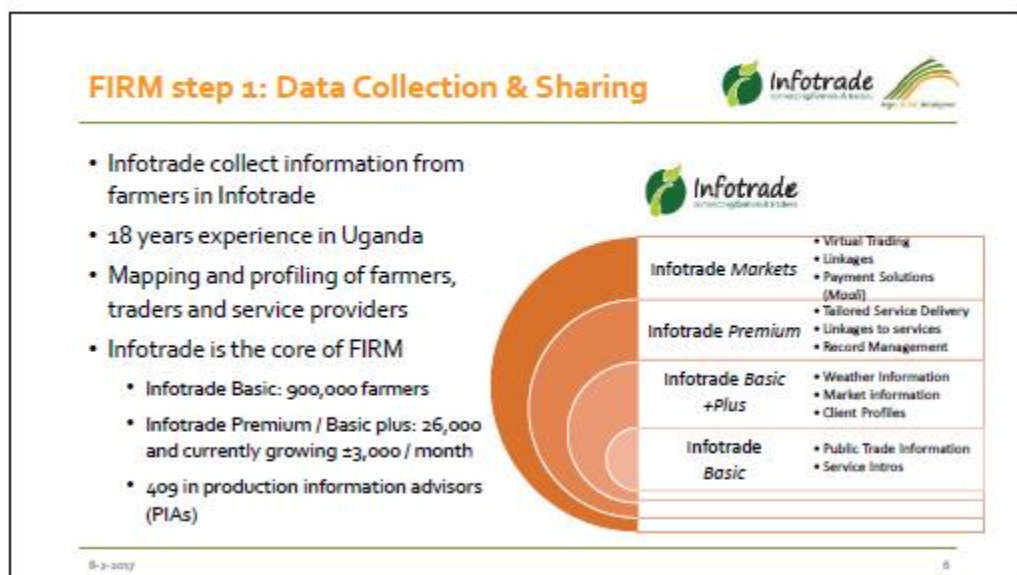 FIRM step 1: Data Collection & Sharing
Infotrade
• Infotrade collect information from
farmers in Infotrade
• 18 years experience in Uganda
• Mapping and profiling of farmers,
traders and service providers
• Infotrade is the core of FIRM
• Infotrade Basic: 900,000 farmers
• Infotrade Premium / Basic plus: 26,000
and currently growing ±3,000 / month
• 409 in production information advisors
(PIAs)
Infotrade
Infotrade Markets
• Virtual Trading
• Linkages
• Payment Solutions
Infotrade Premium
• Tailored Service Delivery
• Linkages to services
• Record Management
Infotrade Basic
+Plus
• Weather Information
• Market information
• Client Profiles
Infotrade
Basic
• Public Trade Information
• Service Intros
8-2-2017
6